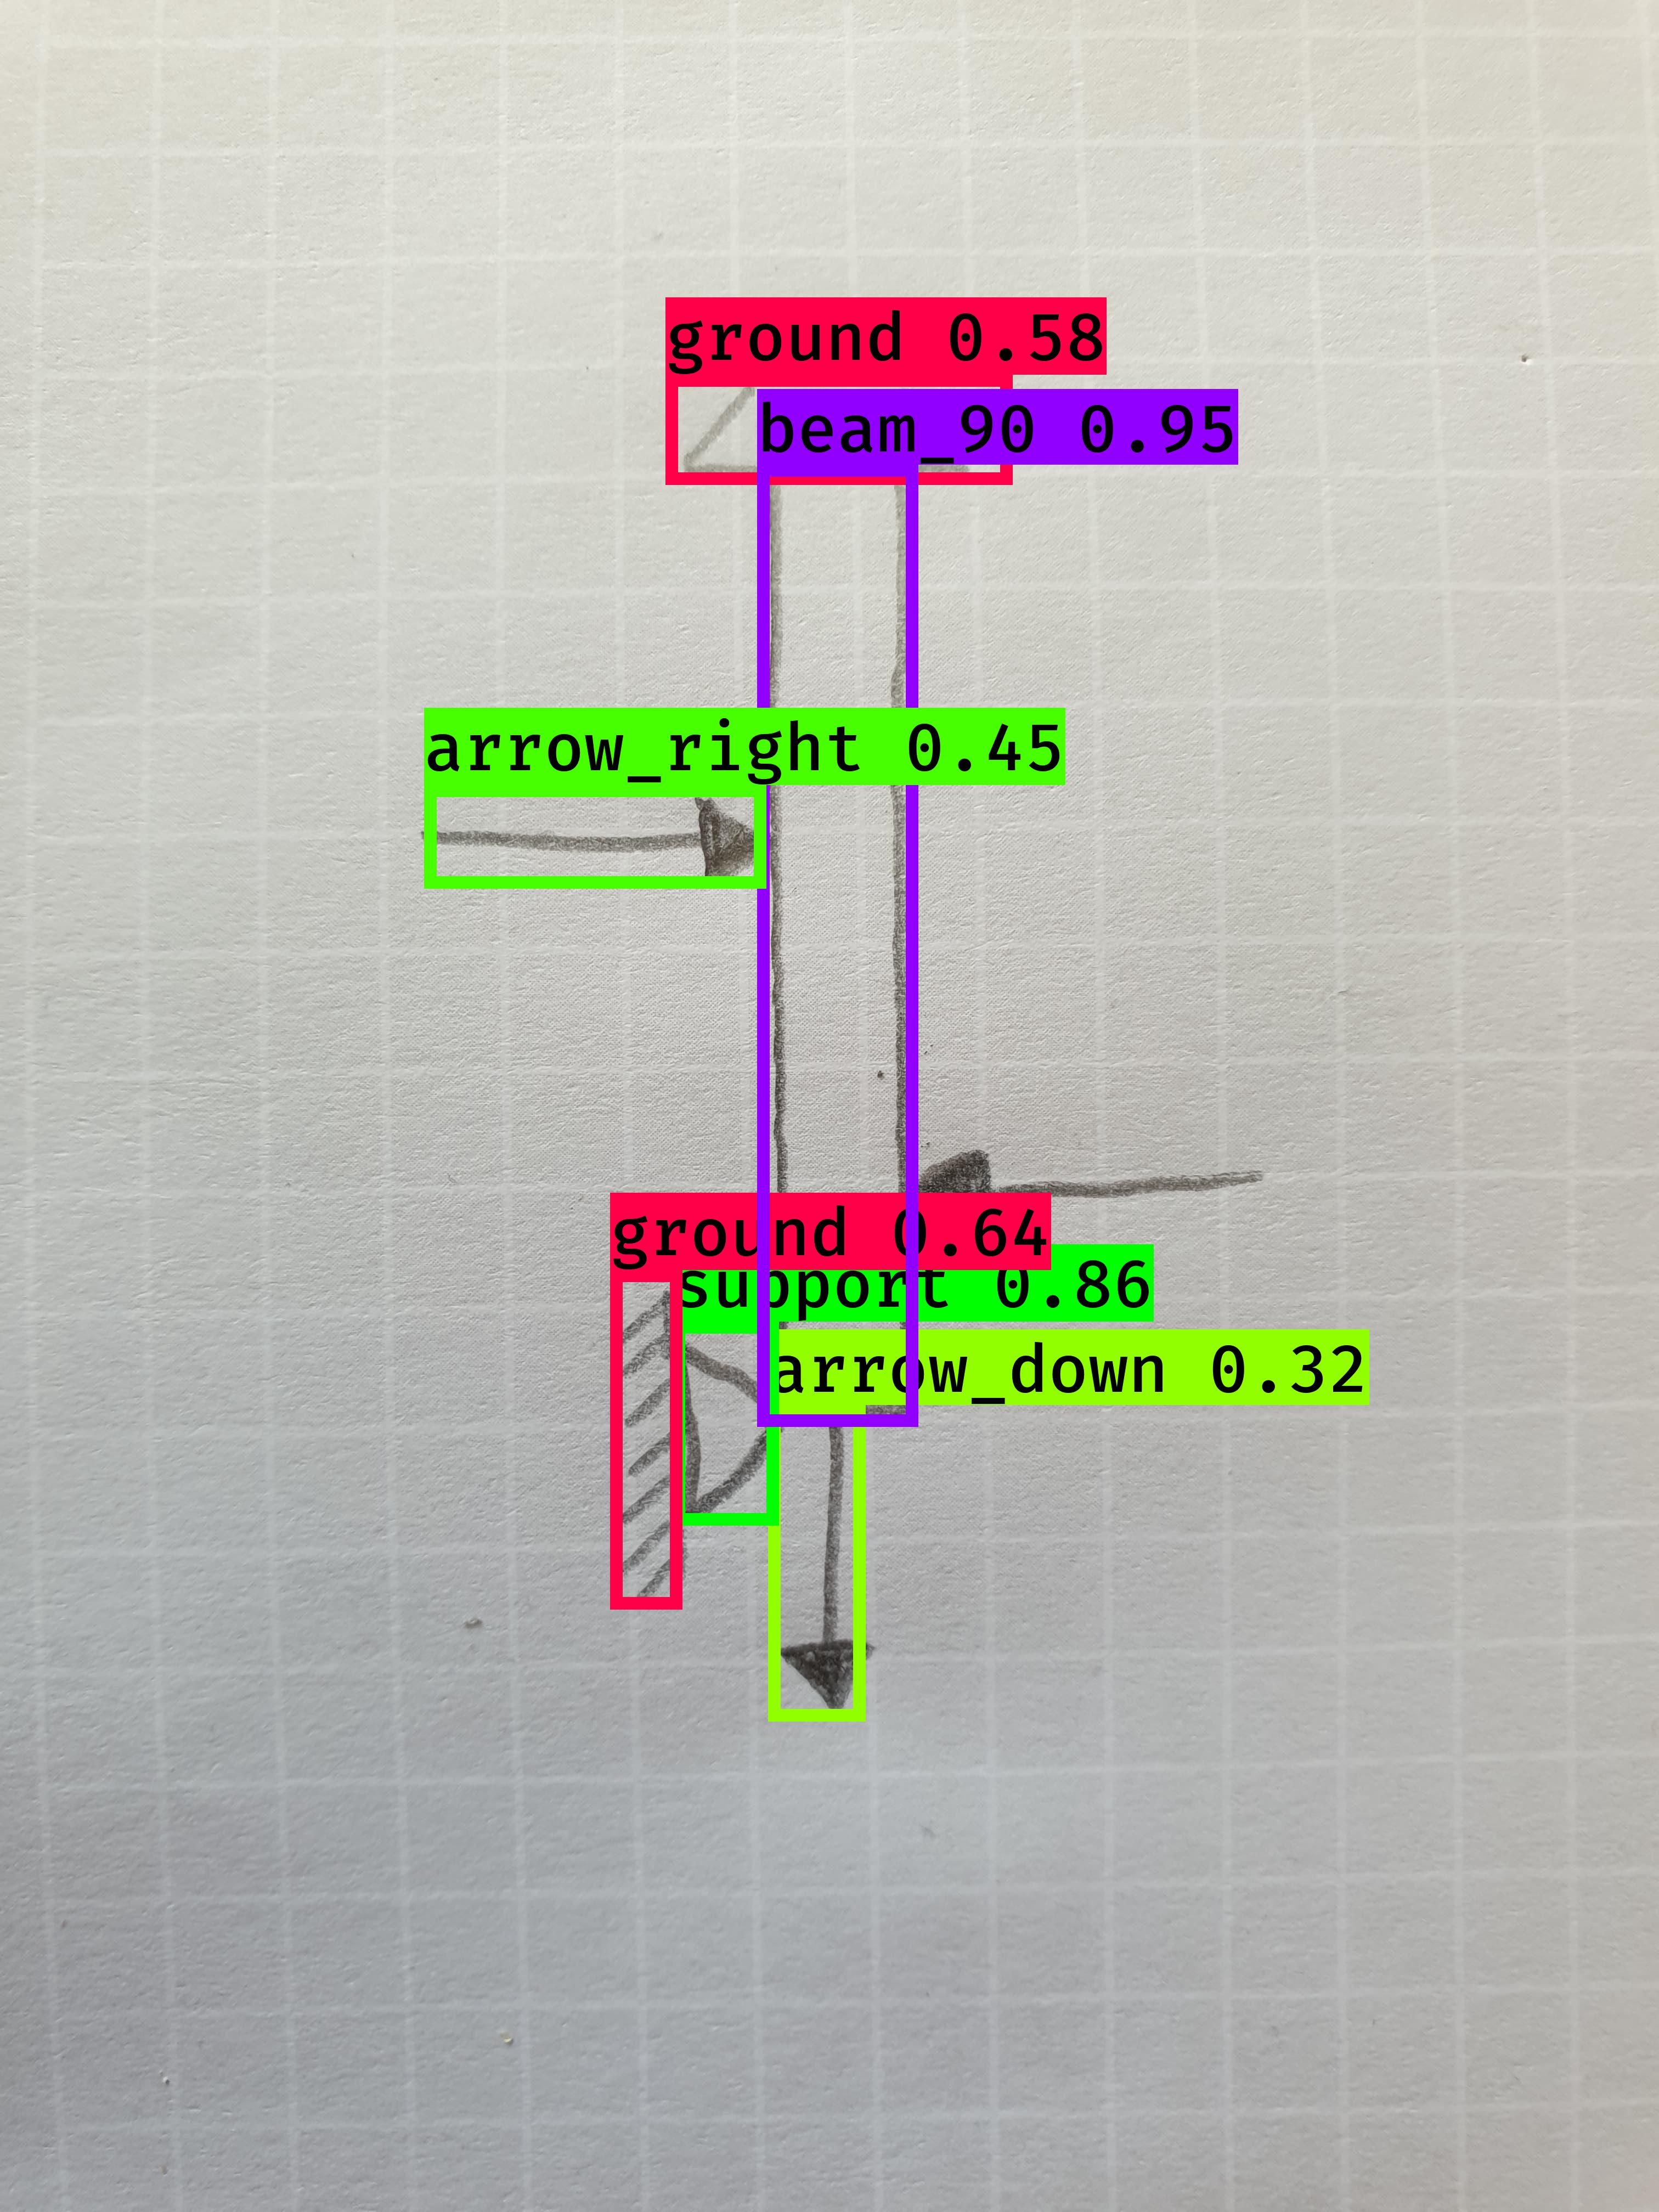 ground 0.58
beam_90 0.95
arrow_right 0.45
ground 0.64
support 0.86
arrow_down 0.32